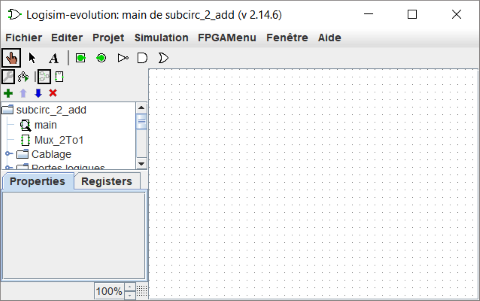 Logisim-evolution: main de subcirc_2_add (v 2.14.6)
Fichier Editer Projet Simulation FPGAMenu Fenêtre Aide
A
subcirc_2_add
main
Mux_2To1
Cablage
Portes logiques
Properties Registers
100%